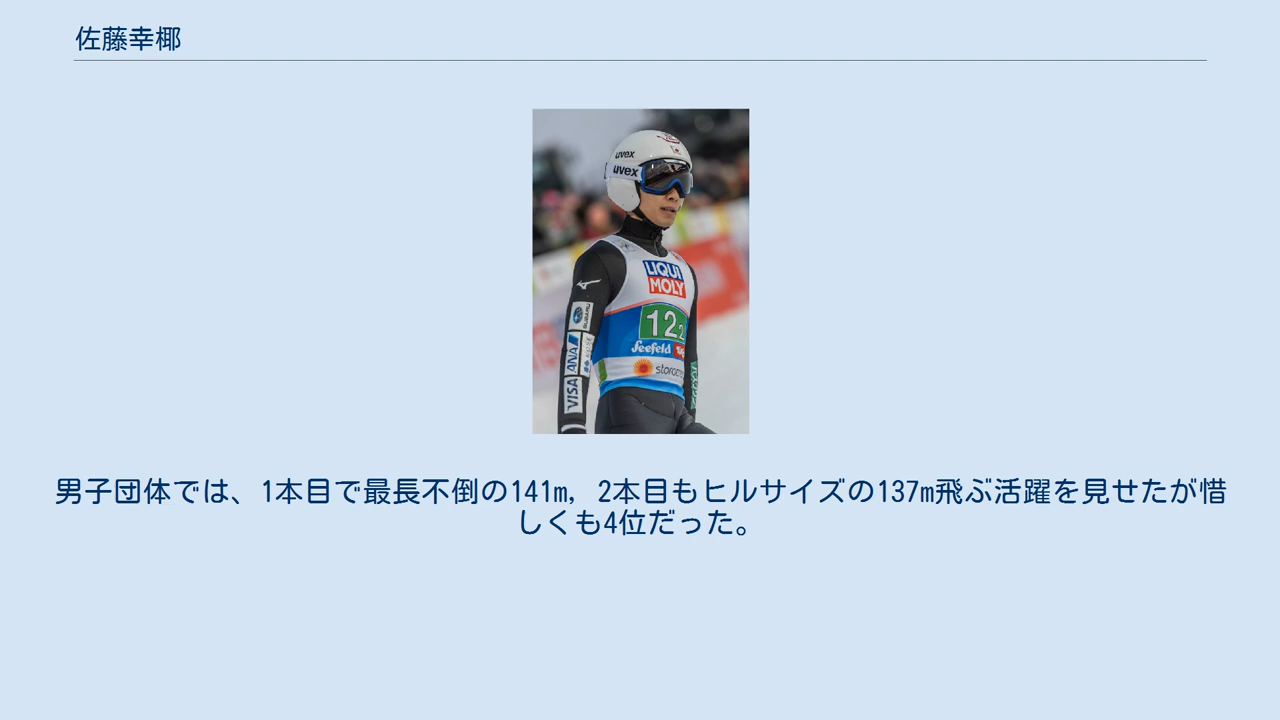 佐藤幸椰
uvex
uvex
LIQUI
MOLY
12 2
Seefeld
SUBARU
ANA
VISA
男子団体では、1本目で最長不倒の141m, 2本目もヒルサイズの137m飛ぶ活躍を見せたが惜
しくも4位だった。